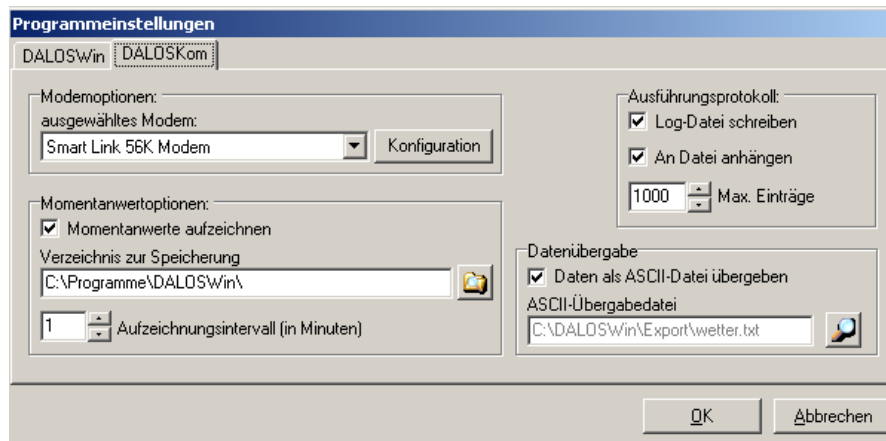 Programmeinstellungen
DALOSWin DALOSKom
Modemoptionen:
ausgewähltes Modem:
Smart Link 56K Modem
Konfiguration
Momentanwertoptionen:
Momentanwerte aufzeichnen
Verzeichnis zur Speicherung
C:\Programme\DALOSWin\
1 Aufzeichnungsintervall (in Minuten)
Ausführungsprotokoll:
Log-Datei schreiben
An Datei anhängen
1000 Max. Einträge
Datenübergabe
Daten als ASCII-Datei übergeben
ASCII-Übergabedatei
C:\DALOSWin\Export\wetter.txt
OK Abbrechen